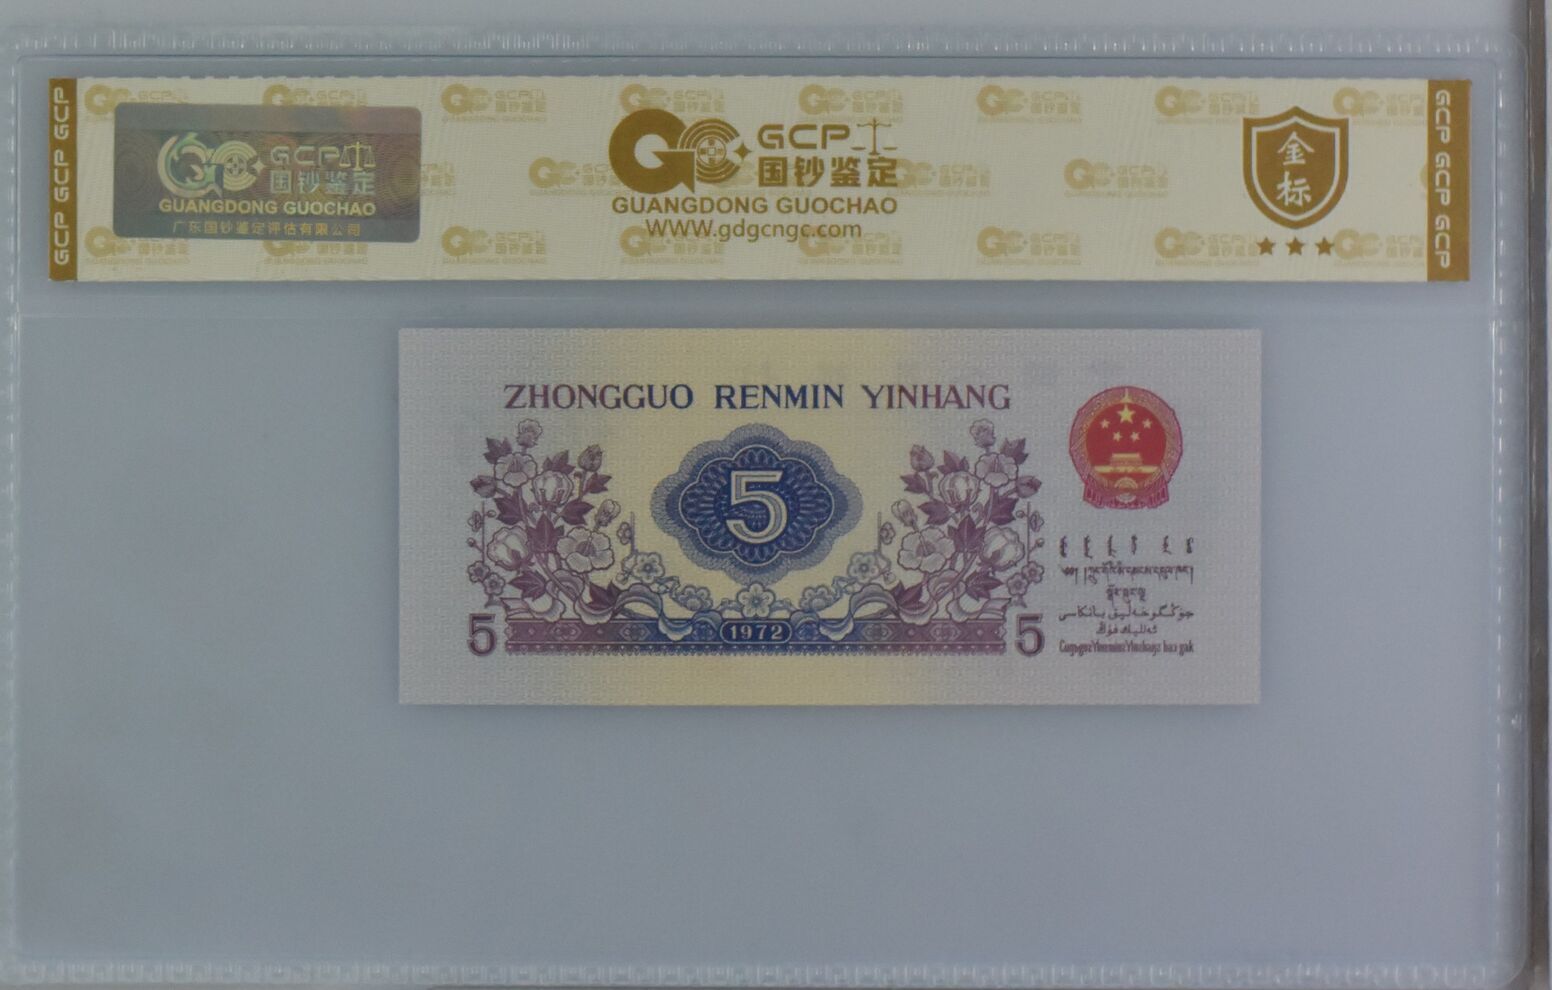 GCP GCP GCP
GCP 国钞鉴定
GUANGDONG GUOCHAO
广东国钞鉴定评估有限公司
GCP
国钞鉴定
GUANGDONG GUOCHAO
WWW.gdgcngc.com
金标
GCP GCP GCP
ZHONGGUO RENMIN YINHANG
5
1972
5 5